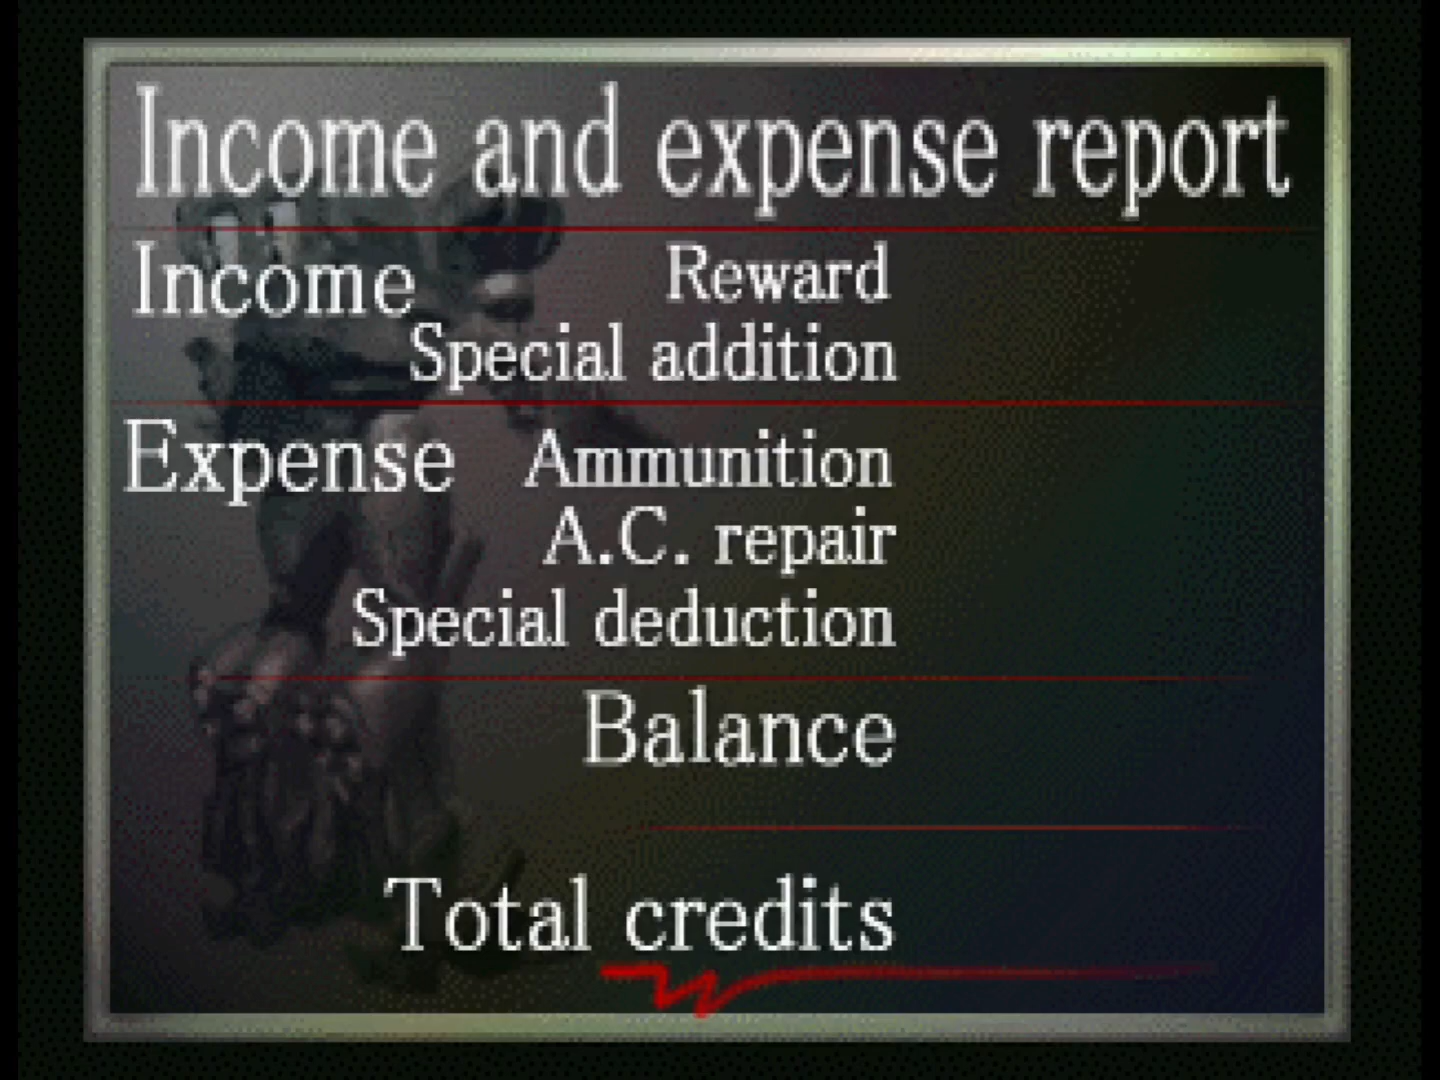 Income and expense report
Income Reward
Special addition
Expense Ammunition
A.C. repair
Special deduction
Balance
Total credits